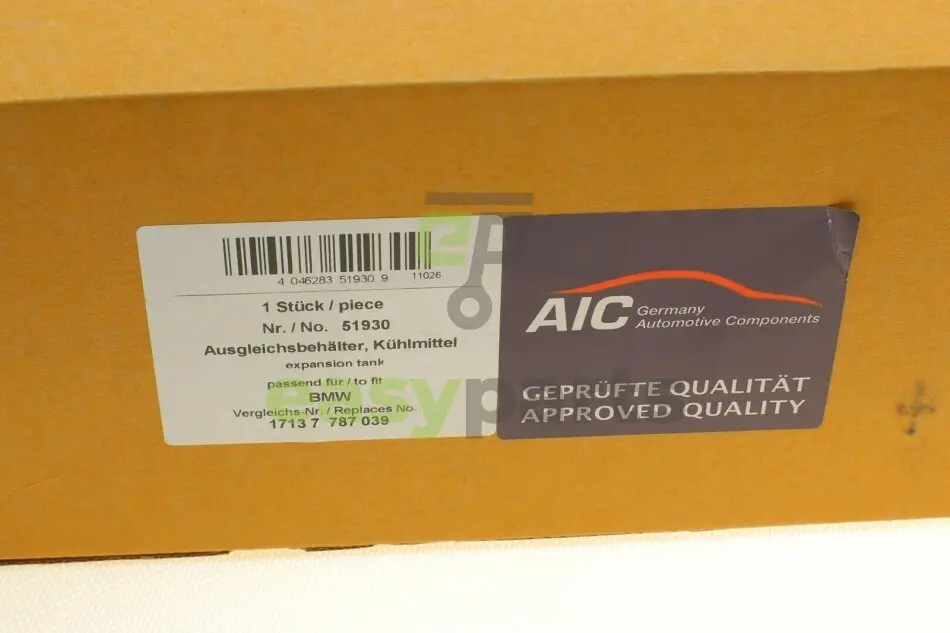 4 046283 51930 9
11026
1 Stück / piece
Nr. / No. 51930
Ausgleichsbehälter, Kühlmittel
expansion tank
passend für / to fit
BMW
Vergleichs-Nr. / Replaces No.
1713 7 787 039
AIC Germany
Automotive Components
GEPRÜFTE QUALITÄT
APPROVED QUALITY
easyparts